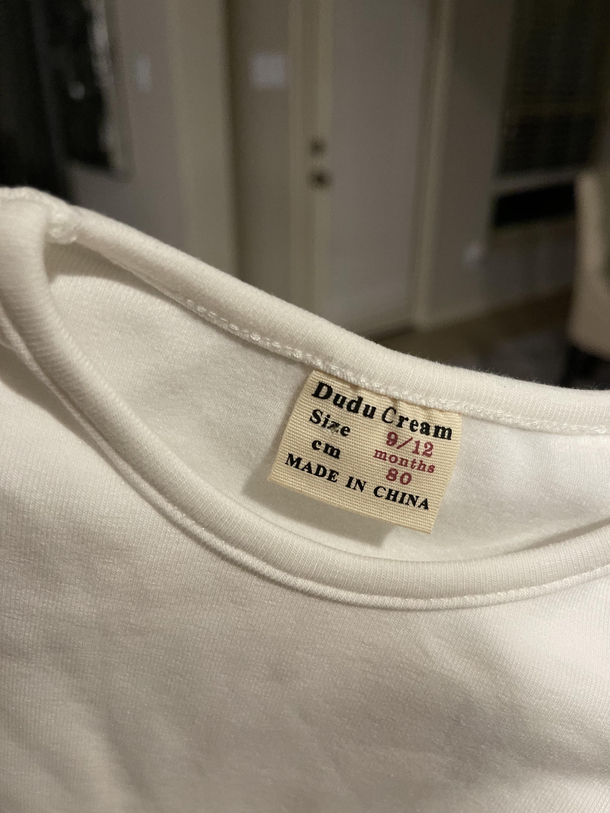 Dudu Cream
Size 9/12
months
cm 80
MADE IN CHINA